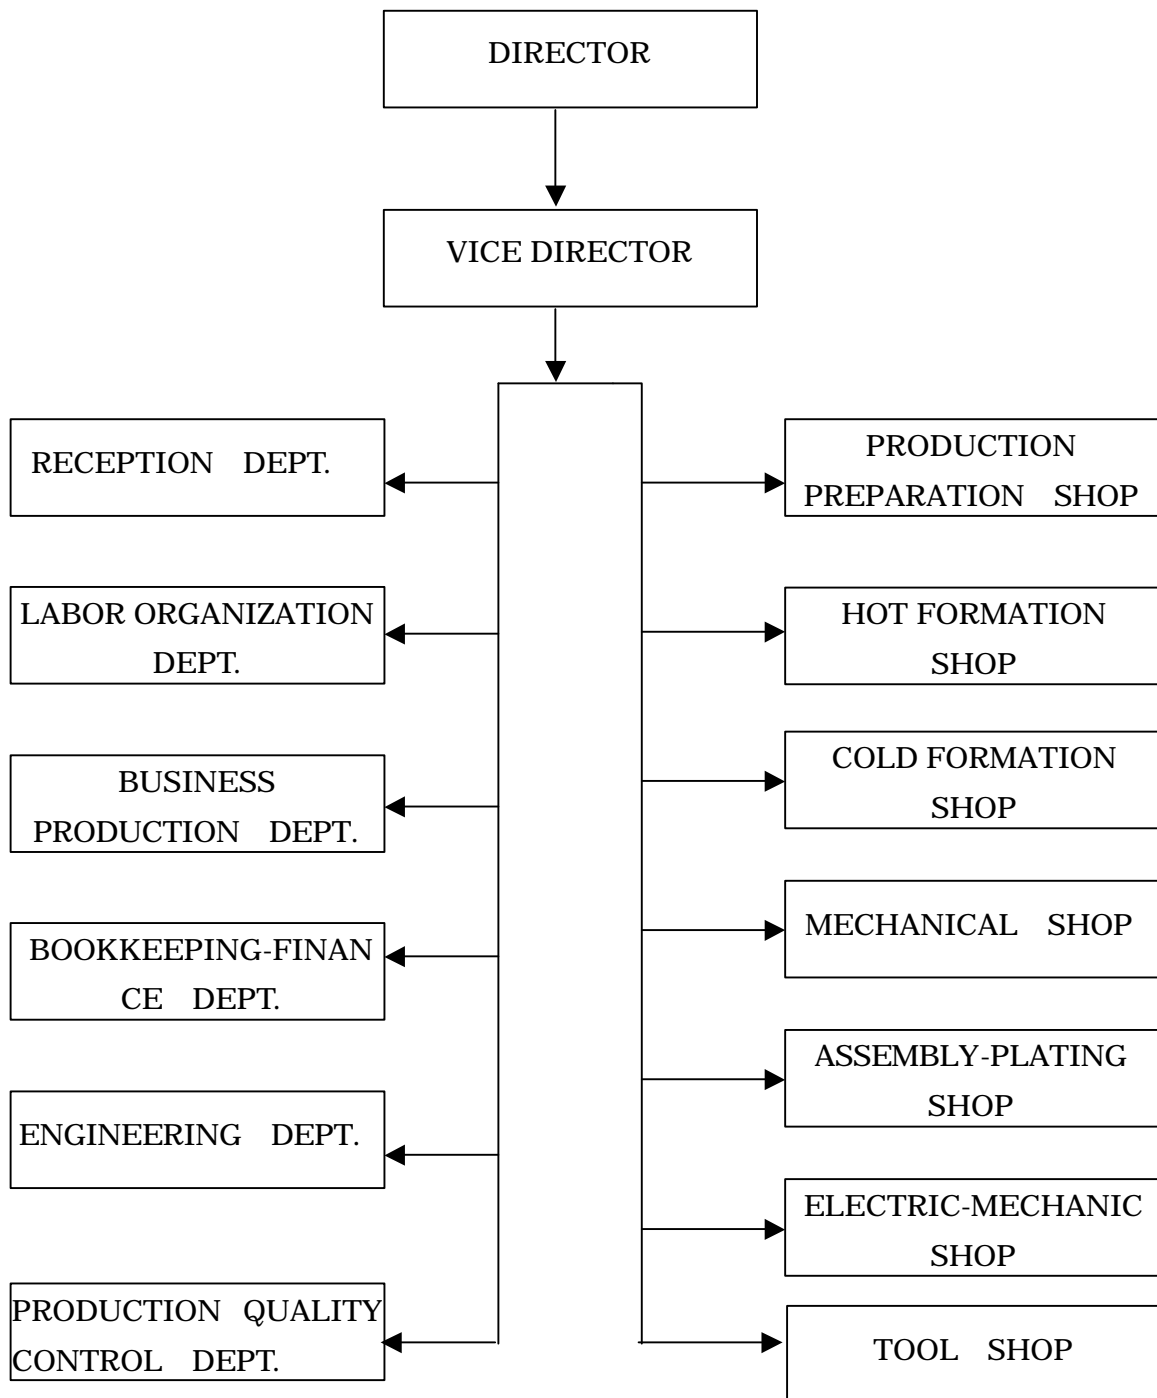 DIRECTOR
VICE DIRECTOR
RECEPTION DEPT.
LABOR ORGANIZATION
DEPT.
BUSINESS
PRODUCTION DEPT.
BOOKKEEPING-FINAN
CE DEPT.
ENGINEERING DEPT.
PRODUCTION QUALITY
CONTROL DEPT.
PRODUCTION
PREPARATION SHOP
HOT FORMATION
SHOP
COLD FORMATION
SHOP
MECHANICAL SHOP
ASSEMBLY-PLATING
SHOP
ELECTRIC-MECHANIC
SHOP
TOOL SHOP